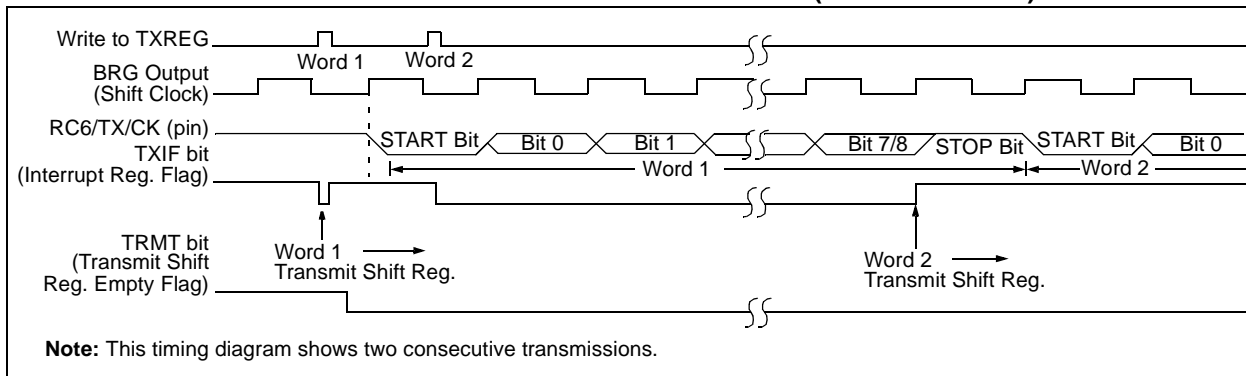 Write to TXREG
Word 1
Word 2
BRG Output
(Shift Clock)
RC6/TX/CK (pin)
START Bit
Bit 0
Bit 1
Bit 7/8
STOP Bit
START Bit
Bit 0
Word 1
Word 2
TXIF bit
(Interrupt Reg. Flag)
Word 1
Transmit Shift Reg.
Word 2
Transmit Shift Reg.
TRMT bit
(Transmit Shift
Reg. Empty Flag)
Note: This timing diagram shows two consecutive transmissions.